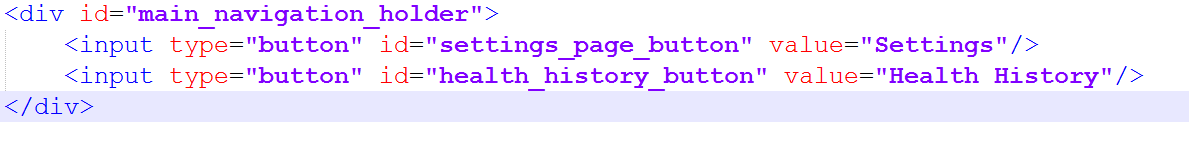 <div id="main_navigation_holder">
    <input type="button" id="settings_page_button" value="Settings"/>
    <input type="button" id="health_history_button" value="Health History"/>
</div>